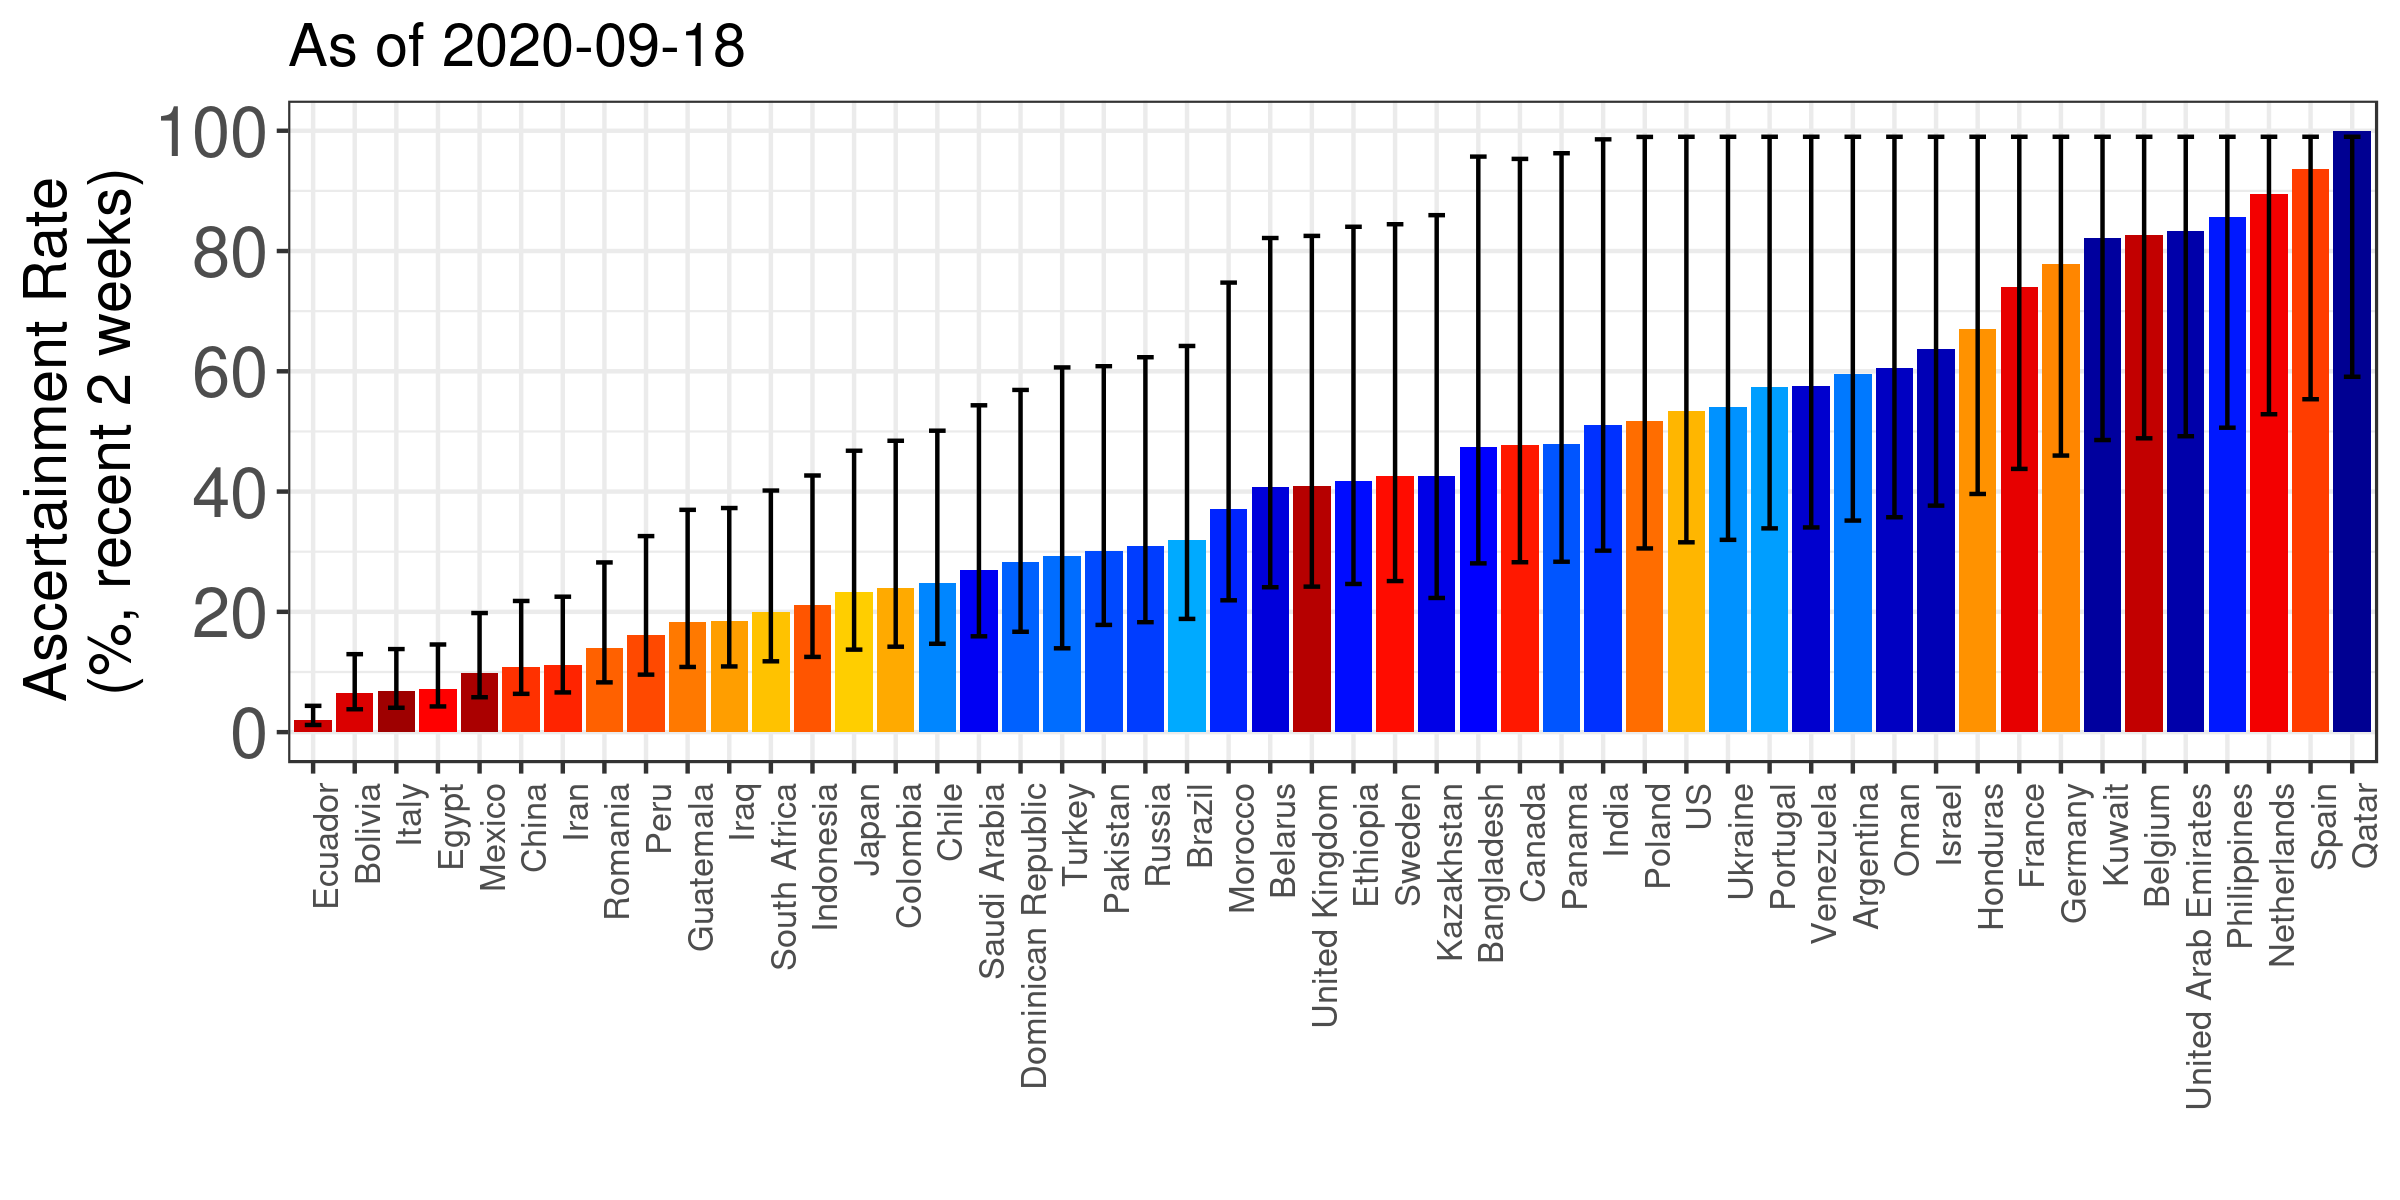 As of 2020-09-18
Ascertainment Rate
(%, recent 2 weeks)
100
80
60
40
20
0
Ecuador
Bolivia
Italy
Egypt
Mexico
China
Iran
Romania
Peru
Guatemala
Iraq
South Africa
Indonesia
Japan
Colombia
Chile
Saudi Arabia
Dominican Republic
Turkey
Pakistan
Russia
Brazil
Morocco
Belarus
United Kingdom
Ethiopia
Sweden
Kazakhstan
Bangladesh
Canada
Panama
India
Poland
US
Ukraine
Portugal
Venezuela
Argentina
Oman
Israel
Honduras
France
Germany
Kuwait
Belgium
United Arab Emirates
Philippines
Netherlands
Spain
Qatar